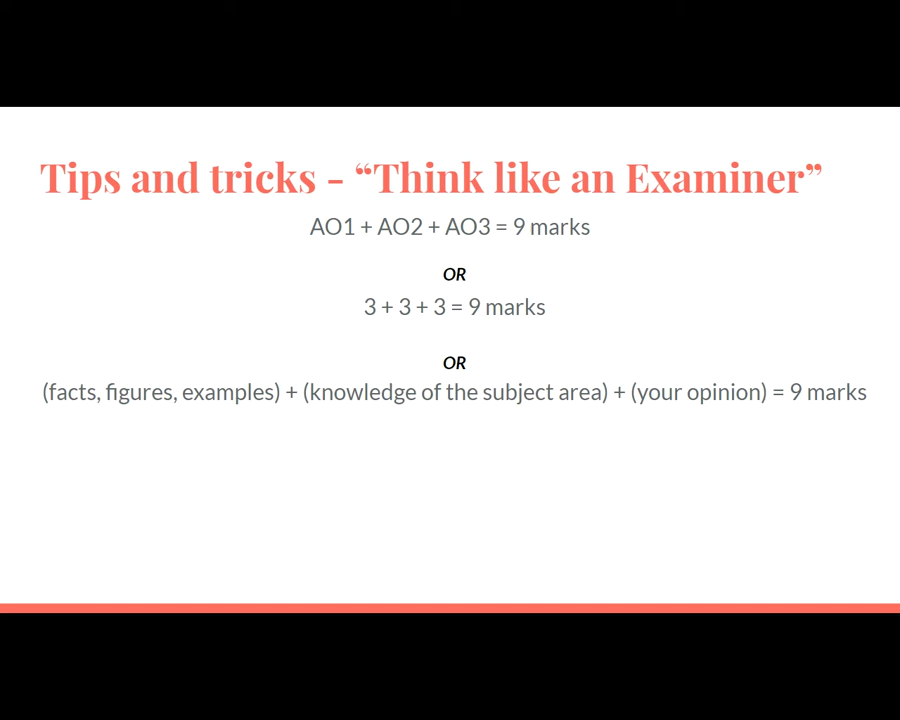 Tips and tricks - “Think like an Examiner”
AO1 + AO2 + AO3 = 9 marks
OR
3 + 3 + 3 = 9 marks
OR
(facts, figures, examples) + (knowledge of the subject area) + (your opinion) = 9 marks